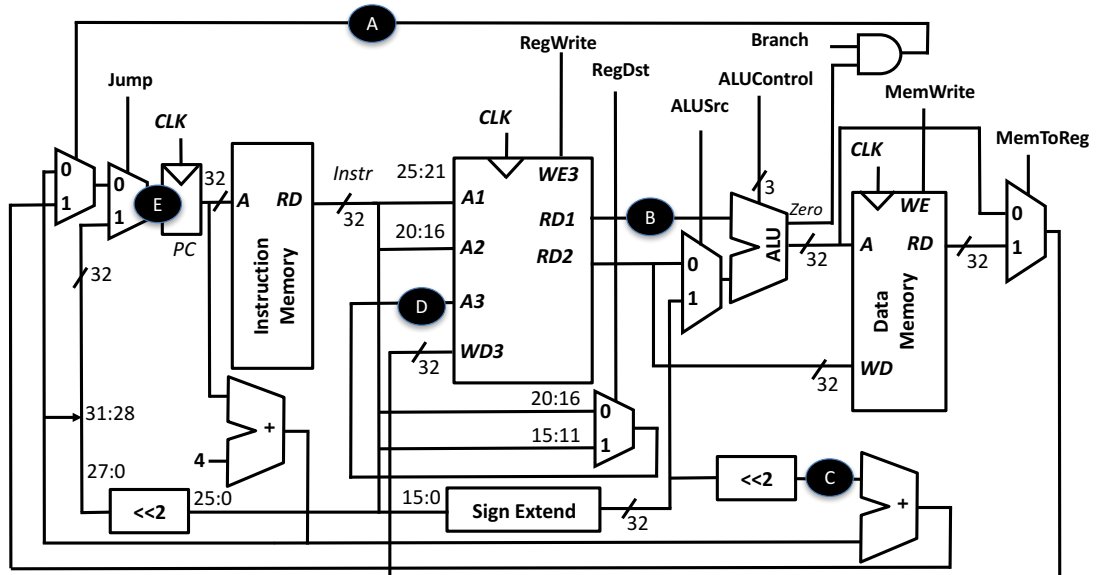 A
Branch
RegWrite
RegDst
ALUControl
Jump
MemWrite
ALUSrc
CLK
CLK
MemToReg
CLK
0
1
0
1
E
PC
32
A
RD
Instruction
Memory
Instr
32
25:21
20:16
A1
A2
A3
WD3
WE3
RD1
RD2
D
32
B
0
1
3
Zero
ALU
32
A
WE
RD
Data
Memory
WD
32
32
0
1
32
31:28
27:0
+
4
20:16
15:11
0
1
<<2
25:0
15:0
Sign Extend
32
<<2
C
+